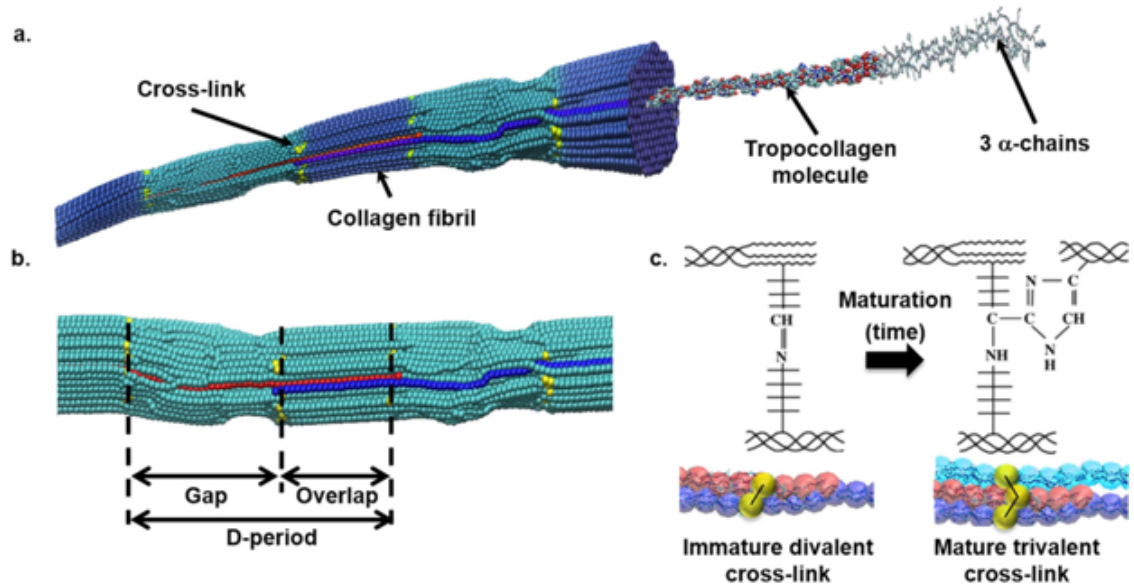 a.
Cross-link
Collagen fibril
Tropocollagen
molecule
3 α-chains
b.
Gap
Overlap
D-period
c.
CH
N
Maturation
(time)
N
C
C
CH
N
H
NH
Immature divalent
cross-link
Mature trivalent
cross-link